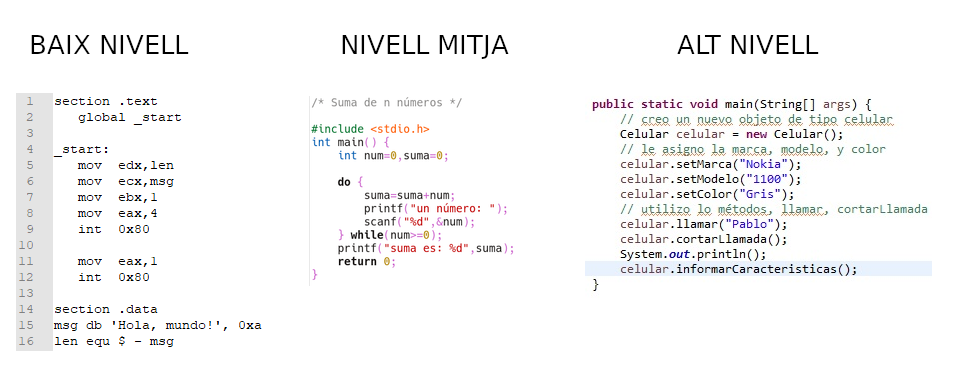 BAIX NIVELL
1 section .text
2 global _start
3
4 _start:
5 mov edx,len
6 mov ecx,msg
7 mov ebx,1
8 mov eax,4
9 int 0x80
10
11 mov eax,1
12 int 0x80
13
14 section .data
15 msg db 'Hola, mundo!', 0xa
16 len equ $ - msg
NIVELL MITJA
/* Suma de n números */
#include <stdio.h>
int main() {
int num=0,suma=0;
do {
suma=suma+num;
printf("un número: ");
scanf("%d",&num);
} while(num>=0);
printf("suma es: %d",suma);
return 0;
}
ALT NIVELL
public static void main(String[] args) {
// creo un nuevo objeto de tipo celular
Celular celular = new Celular();
// le asigno la marca, modelo, y color
celular.setMarca("Nokia");
celular.setModelo("1100");
celular.setColor("Gris");
// utilizo lo métodos, llamar, cortarLlamada
celular.llamar("Pablo");
celular.cortarLlamada();
System.out.println();
celular.informarCaracteristicas();
}